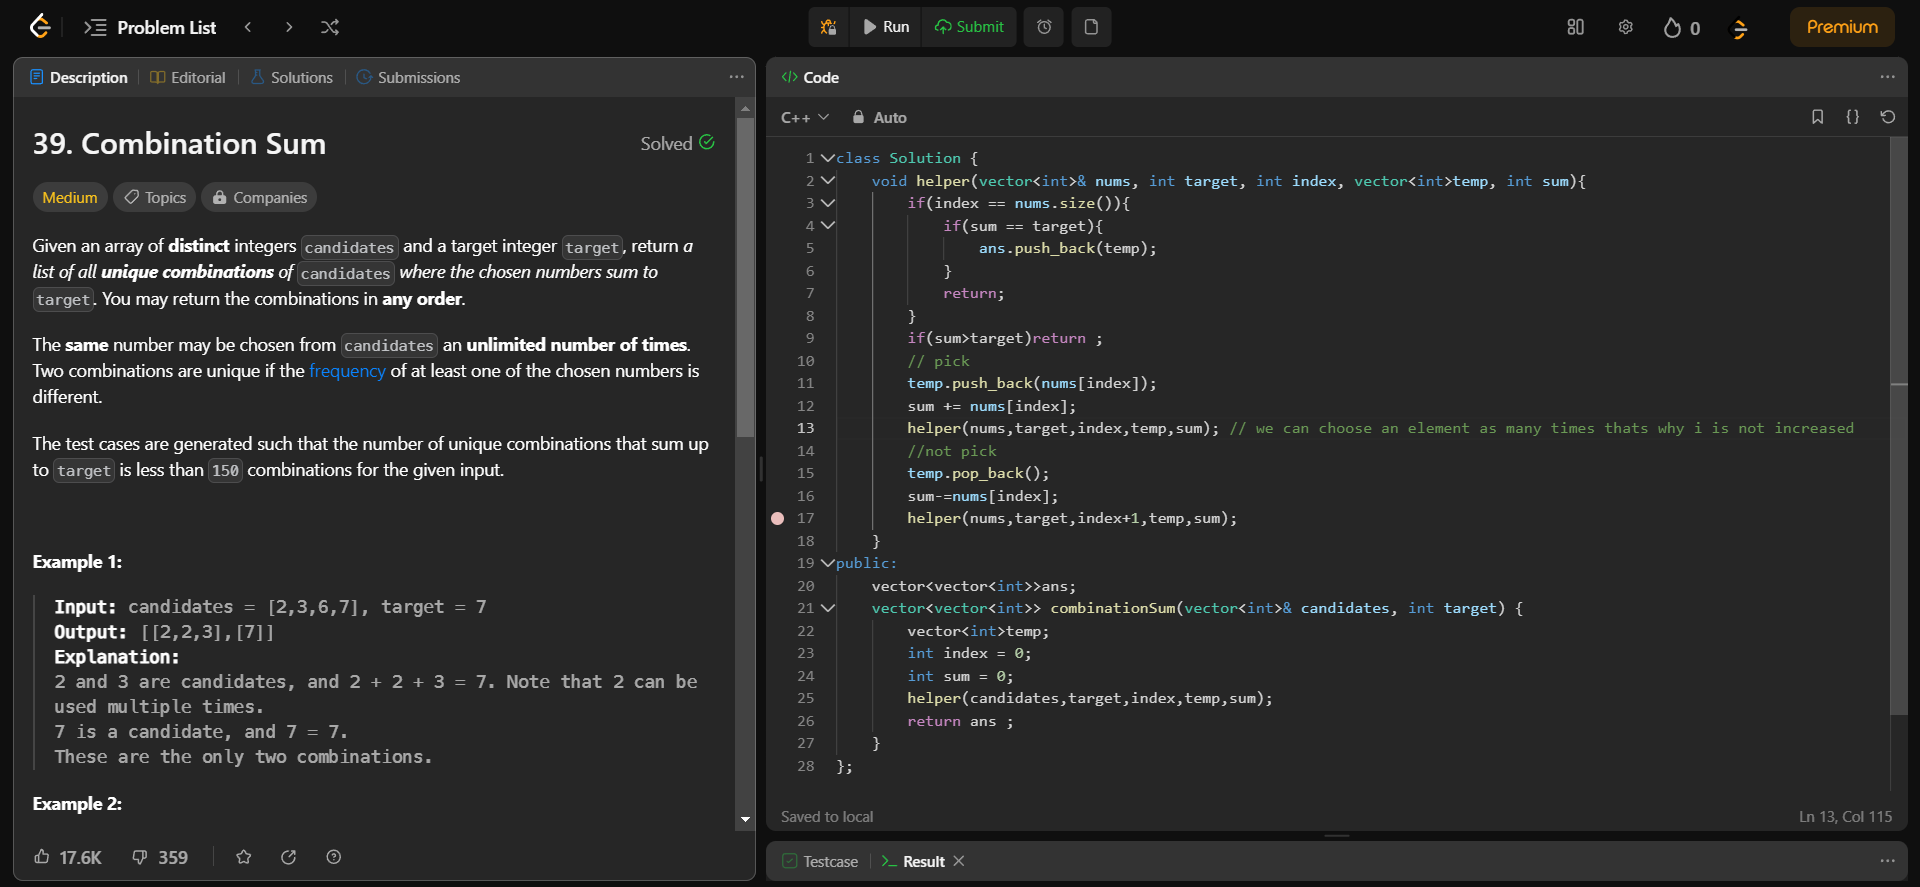 Problem List
Run
Submit
0
Premium
Description
Editorial
Solutions
Submissions
39. Combination Sum
Solved
Medium
Topics
Companies
Given an array of distinct integers candidates and a target integer target, return a
list of all unique combinations of candidates where the chosen numbers sum to
target. You may return the combinations in any order.
The same number may be chosen from candidates an unlimited number of times.
Two combinations are unique if the frequency of at least one of the chosen numbers is
different.
The test cases are generated such that the number of unique combinations that sum up
to target is less than 150 combinations for the given input.
Example 1:
Input: candidates = [2,3,6,7], target = 7
Output: [[2,2,3],[7]]
Explanation:
2 and 3 are candidates, and 2 + 2 + 3 = 7. Note that 2 can be
used multiple times.
7 is a candidate, and 7 = 7.
These are the only two combinations.
Example 2:
17.6K
359
</> Code
C++
Auto
{}
1 class Solution {
2     void helper(vector<int>& nums, int target, int index, vector<int>temp, int sum){
3         if(index == nums.size()){
4             if(sum == target){
5                 ans.push_back(temp);
6             }
7             return;
8         }
9         if(sum>target)return ;
10         // pick
11         temp.push_back(nums[index]);
12         sum += nums[index];
13         helper(nums,target,index,temp,sum); // we can choose an element as many times thats why i is not increased
14         //not pick
15         temp.pop_back();
16         sum-=nums[index];
17         helper(nums,target,index+1,temp,sum);
18     }
19 public:
20     vector<vector<int>>ans;
21     vector<vector<int>> combinationSum(vector<int>& candidates, int target) {
22         vector<int>temp;
23         int index = 0;
24         int sum = 0;
25         helper(candidates,target,index,temp,sum);
26         return ans ;
27     }
28 };
Saved to local
Ln 13, Col 115
Testcase
>_ Result